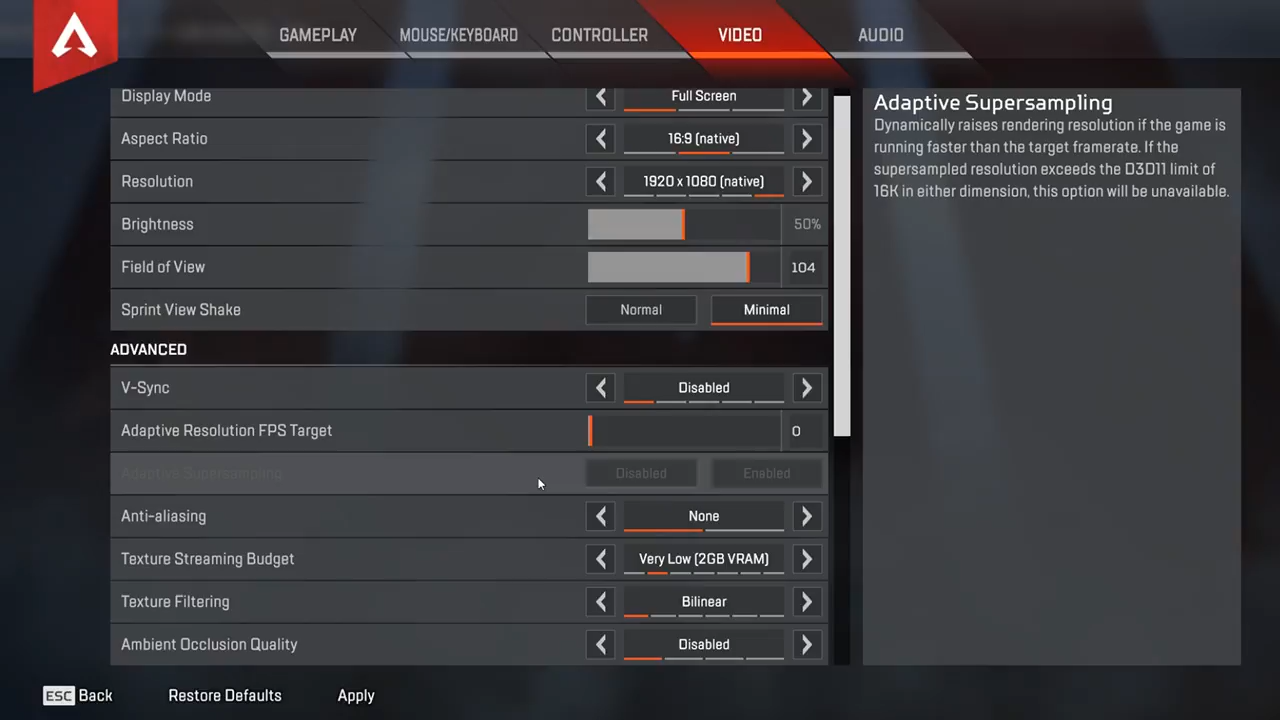 GAMEPLAY
MOUSE/KEYBOARD
CONTROLLER
VIDEO
AUDIO
Display Mode
Full Screen
Aspect Ratio
16:9 (native)
Resolution
1920 x 1080 (native)
Brightness
50%
Field of View
104
Sprint View Shake
Normal
Minimal
ADVANCED
V-Sync
Disabled
Adaptive Resolution FPS Target
0
Adaptive Supersampling
Disabled
Enabled
Anti-aliasing
None
Texture Streaming Budget
Very Low (2GB VRAM)
Texture Filtering
Bilinear
Ambient Occlusion Quality
Disabled
Adaptive Supersampling
Dynamically raises rendering resolution if the game is
running faster than the target framerate. If the
supersampled resolution exceeds the D3D11 limit of
16K in either dimension, this option will be unavailable.
ESC Back
Restore Defaults
Apply